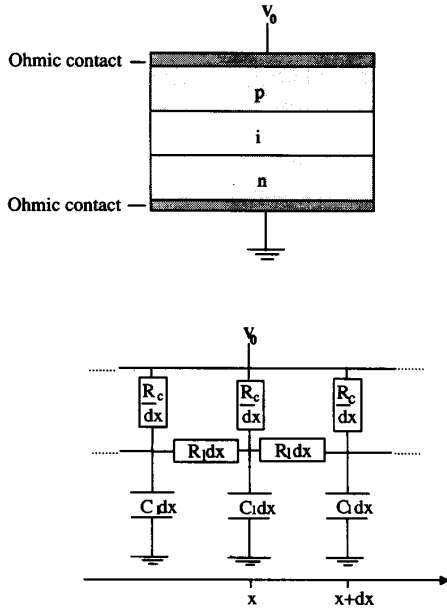 V0
Ohmic contact
p
i
n
Ohmic contact
V0
Rc
dx
Rc
dx
Rc
dx
Rldx
Rldx
Cldx
Cldx
Cldx
x
x+dx